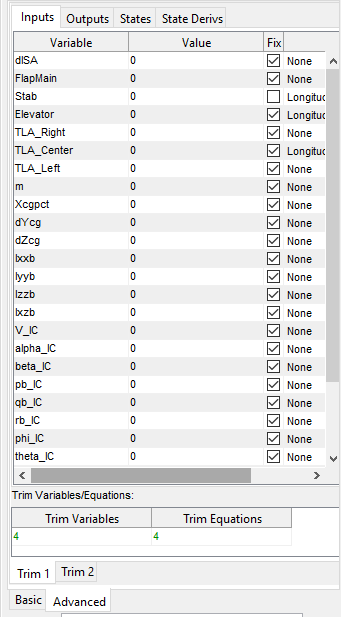 Inputs Outputs States State Derivs
Variable Value Fix
dISA 0 None
FlapMain 0 None
Stab 0 Longitud
Elevator 0 Longitud
TLA_Right 0 None
TLA_Center 0 Longitud
TLA_Left 0 None
m 0 None
Xcgpct 0 None
dYcg 0 None
dZcg 0 None
Ixxb 0 None
Iyyb 0 None
Izzb 0 None
Ixzb 0 None
V_IC 0 None
alpha_IC 0 None
beta_IC 0 None
pb_IC 0 None
qb_IC 0 None
rb_IC 0 None
phi_IC 0 None
theta_IC 0 None
Trim Variables/Equations:
Trim Variables Trim Equations
4 4
Trim 1 Trim 2
Basic Advanced